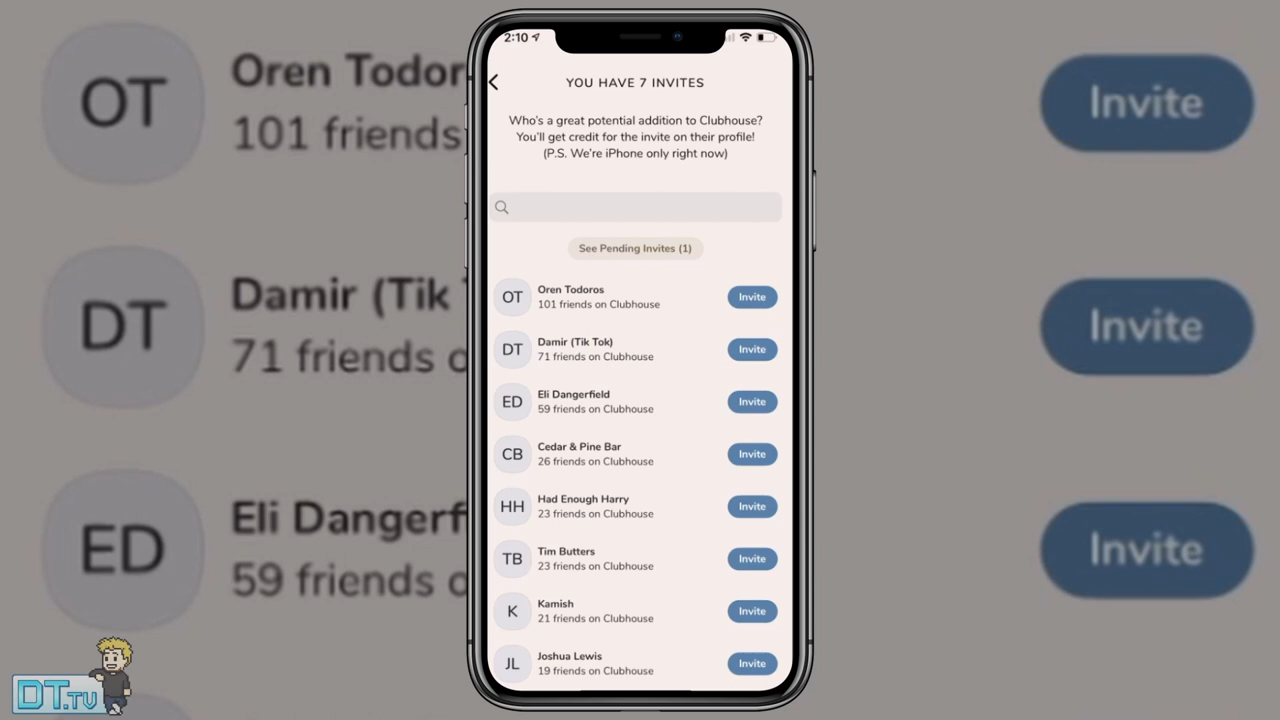 2:10
YOU HAVE 7 INVITES
Who's a great potential addition to Clubhouse?
You'll get credit for the invite on their profile!
(P.S. We're iPhone only right now)
See Pending Invites (1)
OT
Oren Todoros
101 friends on Clubhouse
Invite
DT
Damir (Tik Tok)
71 friends on Clubhouse
Invite
ED
Eli Dangerfield
59 friends on Clubhouse
Invite
CB
Cedar & Pine Bar
26 friends on Clubhouse
Invite
HH
Had Enough Harry
23 friends on Clubhouse
Invite
TB
Tim Butters
23 friends on Clubhouse
Invite
K
Kamish
21 friends on Clubhouse
Invite
JL
Joshua Lewis
19 friends on Clubhouse
Invite
OT
Oren Todor
101 friends
Invite
DT
Damir (Tik
71 friends o
Invite
ED
Eli Dangerf
59 friends o
Invite
DT.TV